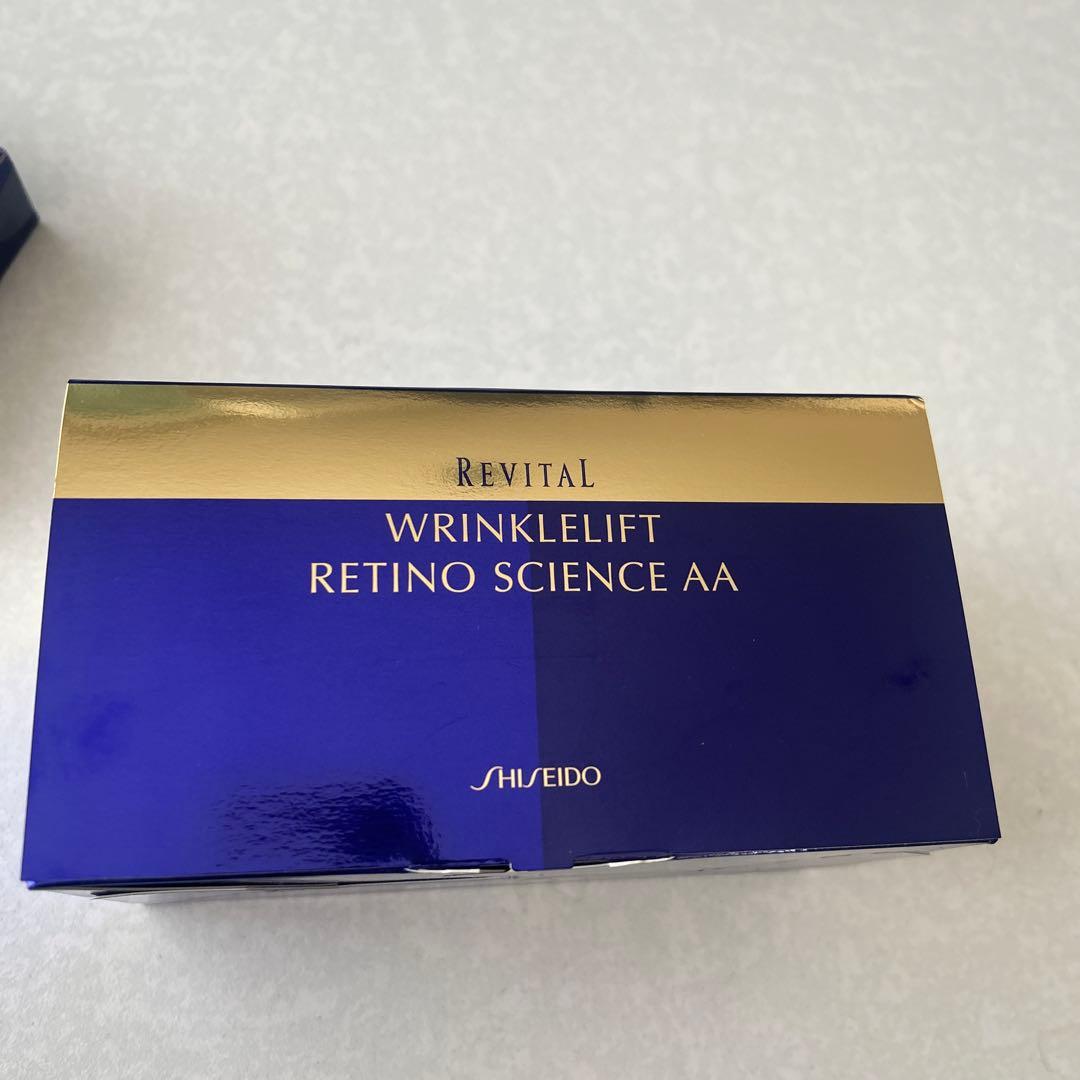 REVITAL
WRINKLELIFT
RETINO SCIENCE AA
SHISEIDO